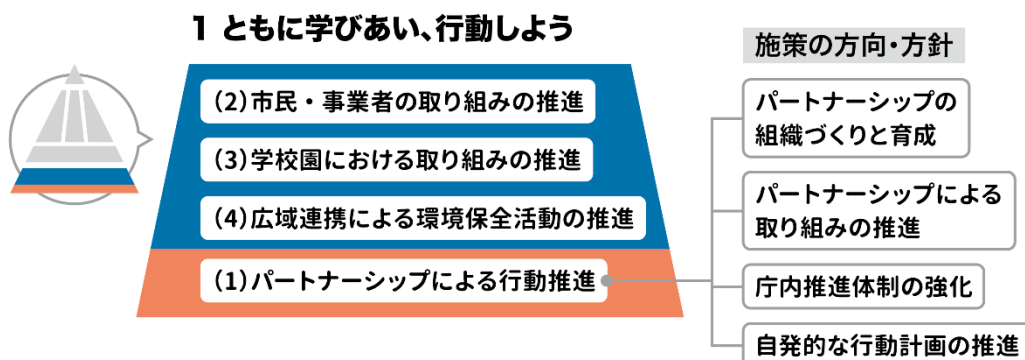 1 ともに学びあい、行動しよう
(2)市民・事業者の取り組みの推進
(3)学校園における取り組みの推進
(4)広域連携による環境保全活動の推進
(1)パートナーシップによる行動推進
施策の方向・方針
パートナーシップの
組織づくりと育成
パートナーシップによる
取り組みの推進
庁内推進体制の強化
自発的な行動計画の推進